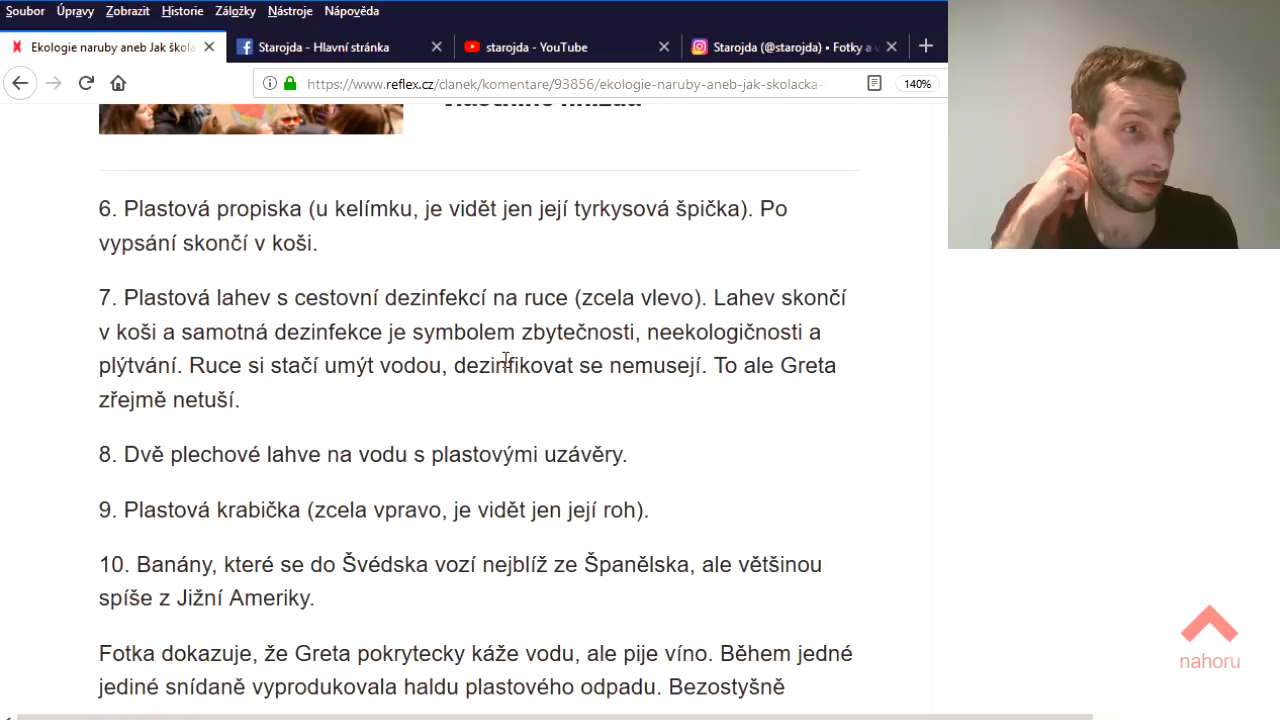 Soubor Úpravy Zobrazit Historie Záložky Nástroje Nápověda
Ekologie naruby aneb Jak škola
Starojda - Hlavní stránka
starojda - YouTube
Starojda (@starojda) • Fotky a v
https://www.reflex.cz/clanek/komentare/93856/ekologie-naruby-aneb-jak-skolacka-
140%
6. Plastová propiska (u kelímku, je vidět jen její tyrkysová špička). Po
vypsání skončí v koši.
7. Plastová lahev s cestovní dezinfekcí na ruce (zcela vlevo). Lahev skončí
v koši a samotná dezinfekce je symbolem zbytečnosti, neekologičnosti a
plýtvání. Ruce si stačí umýt vodou, dezinfikovat se nemusejí. To ale Greta
zřejmě netuší.
8. Dvě plechové lahve na vodu s plastovými uzávěry.
9. Plastová krabička (zcela vpravo, je vidět jen její roh).
10. Banány, které se do Švédska vozí nejblíž ze Španělska, ale většinou
spíše z Jižní Ameriky.
Fotka dokazuje, že Greta pokrytecky káže vodu, ale pije víno. Během jedné
jediné snídaně vyprodukovala haldu plastového odpadu. Bezostyšně
nahoru